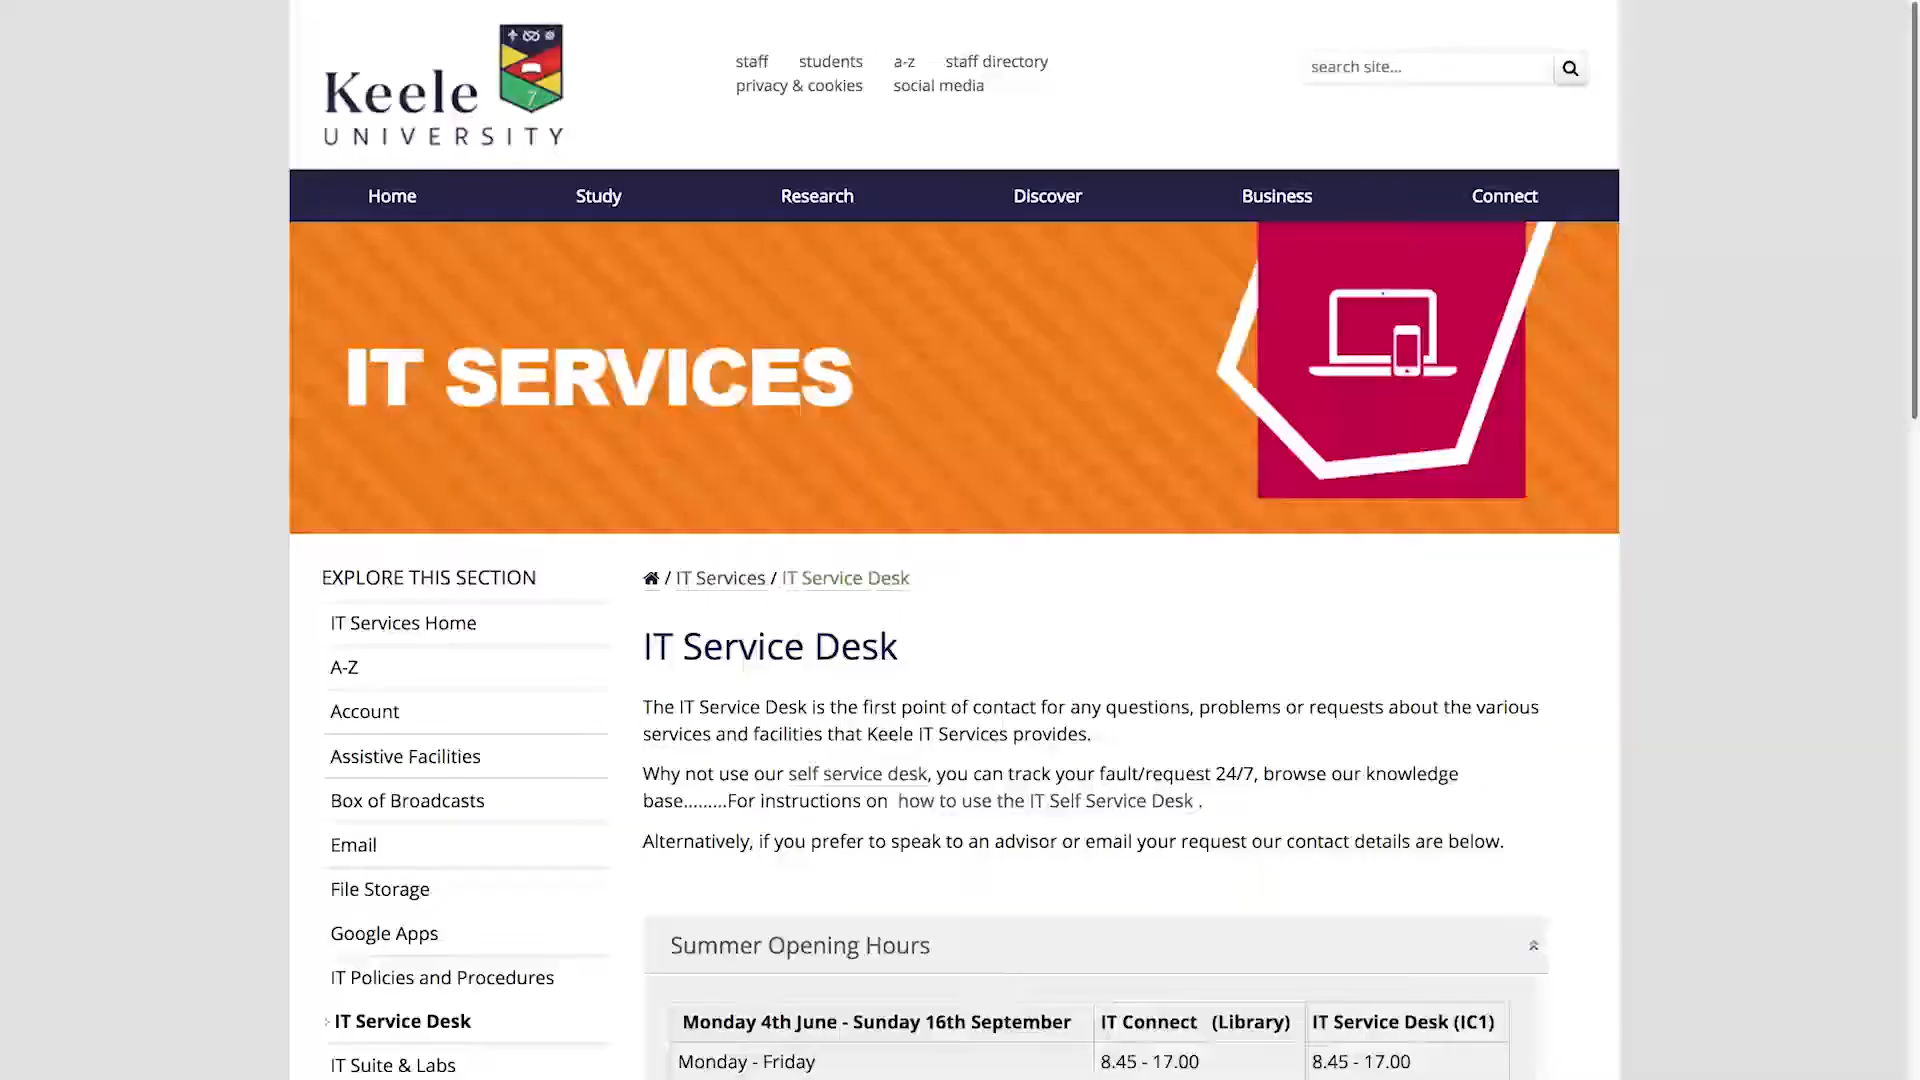 Keele
UNIVERSITY
staff students a-z staff directory
privacy & cookies social media
search site...
Home Study Research Discover Business Connect
IT SERVICES
EXPLORE THIS SECTION
IT Services Home
A-Z
Account
Assistive Facilities
Box of Broadcasts
Email
File Storage
Google Apps
IT Policies and Procedures
IT Service Desk
IT Suite & Labs
/ IT Services / IT Service Desk
IT Service Desk
The IT Service Desk is the first point of contact for any questions, problems or requests about the various
services and facilities that Keele IT Services provides.
Why not use our self service desk, you can track your fault/request 24/7, browse our knowledge
base.........For instructions on how to use the IT Self Service Desk .
Alternatively, if you prefer to speak to an advisor or email your request our contact details are below.
Summer Opening Hours
Monday 4th June - Sunday 16th September IT Connect (Library) IT Service Desk (IC1)
Monday - Friday 8.45 - 17.00 8.45 - 17.00